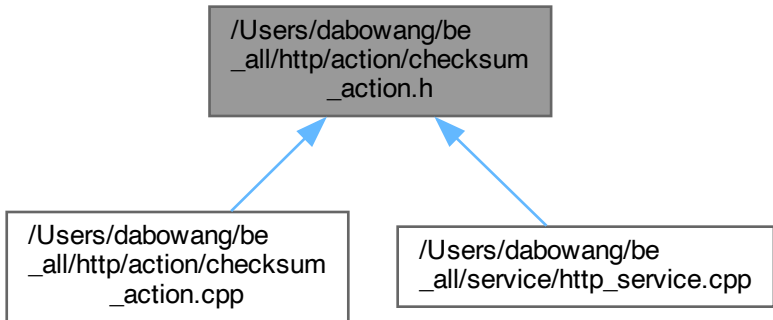 /Users/dabowang/be
_all/http/action/checksum
_action.h
/Users/dabowang/be
_all/http/action/checksum
_action.cpp
/Users/dabowang/be
_all/service/http_service.cpp